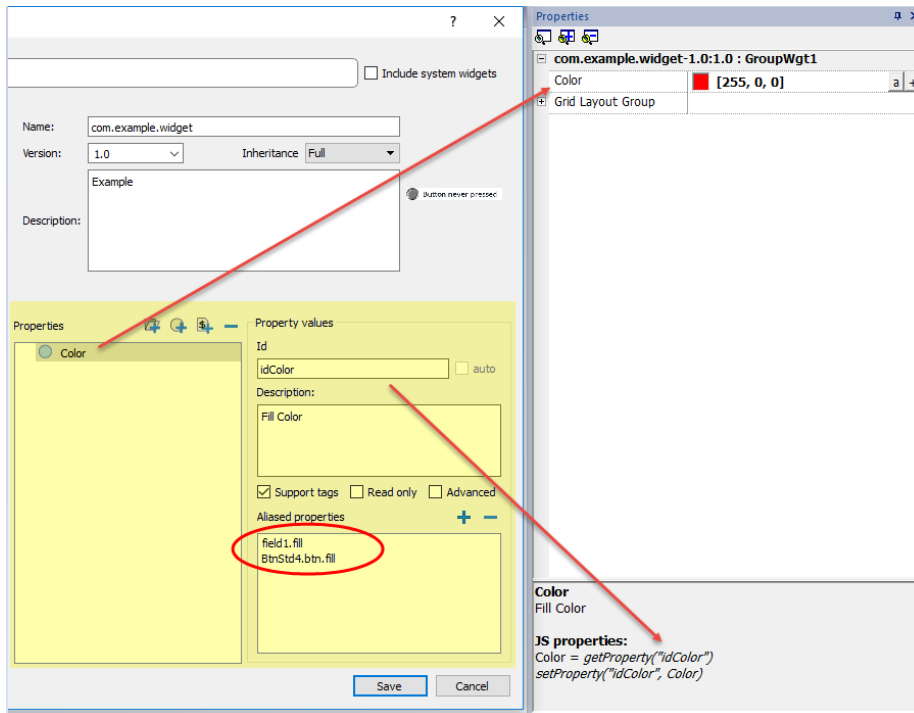 ?
Include system widgets
Name:
com.example.widget
Version:
1.0
Inheritance
Full
Description:
Example
Button never pressed
Properties
Color
Property values
Id
idColor
auto
Description:
Fill Color
Support tags
Read only
Advanced
Aliased properties
field1.fill
BtnStd4.btn.fill
Save
Cancel
Properties
com.example.widget-1.0:1.0 : GroupWgt1
Color
[255, 0, 0]
a
+
Grid Layout Group
Color
Fill Color
JS properties:
Color = getProperty("idColor")
setProperty("idColor", Color)